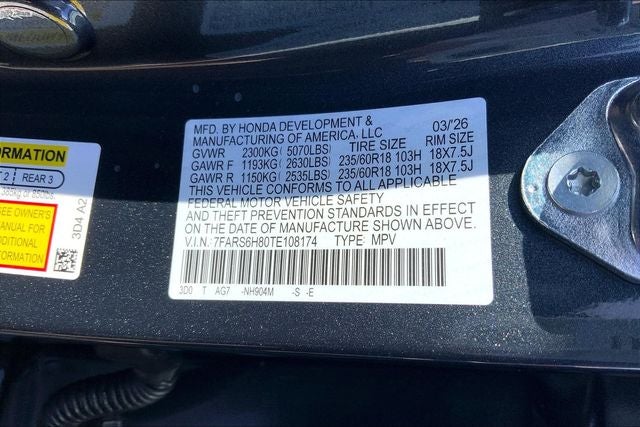 MFD. BY HONDA DEVELOPMENT &
MANUFACTURING OF AMERICA, LLC 03/'26
GVWR 2300KG( 5070LBS) TIRE SIZE RIM SIZE
GAWR F 1193KG( 2630LBS) 235/60R18 103H 18X7.5J
GAWR R 1150KG( 2535LBS) 235/60R18 103H 18X7.5J
THIS VEHICLE CONFORMS TO ALL APPLICABLE
FEDERAL MOTOR VEHICLE SAFETY
AND THEFT PREVENTION STANDARDS IN EFFECT
ON THE DATE OF MANUFACTURE SHOWN ABOVE.
V.I.N.: 7FARS6H80TE108174 TYPE: MPV
3D0 T AG7 -NH904M -S -E
ORMATION
2 REAR 3
SEE OWNER'S
MANUAL FOR
ADDITIONAL
FORMATION
3D4 A2